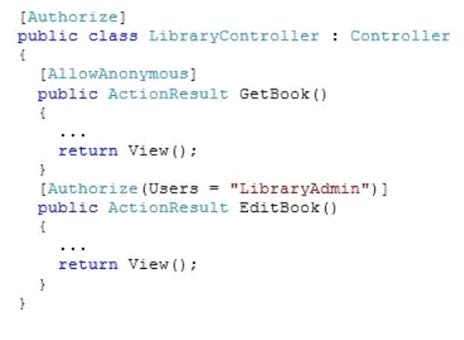 [Authorize]
public class LibraryController : Controller
{
[AllowAnonymous]
public ActionResult GetBook()
{
...
return View();
}
[Authorize(Users = "LibraryAdmin")]
public ActionResult EditBook()
{
...
return View();
}
}